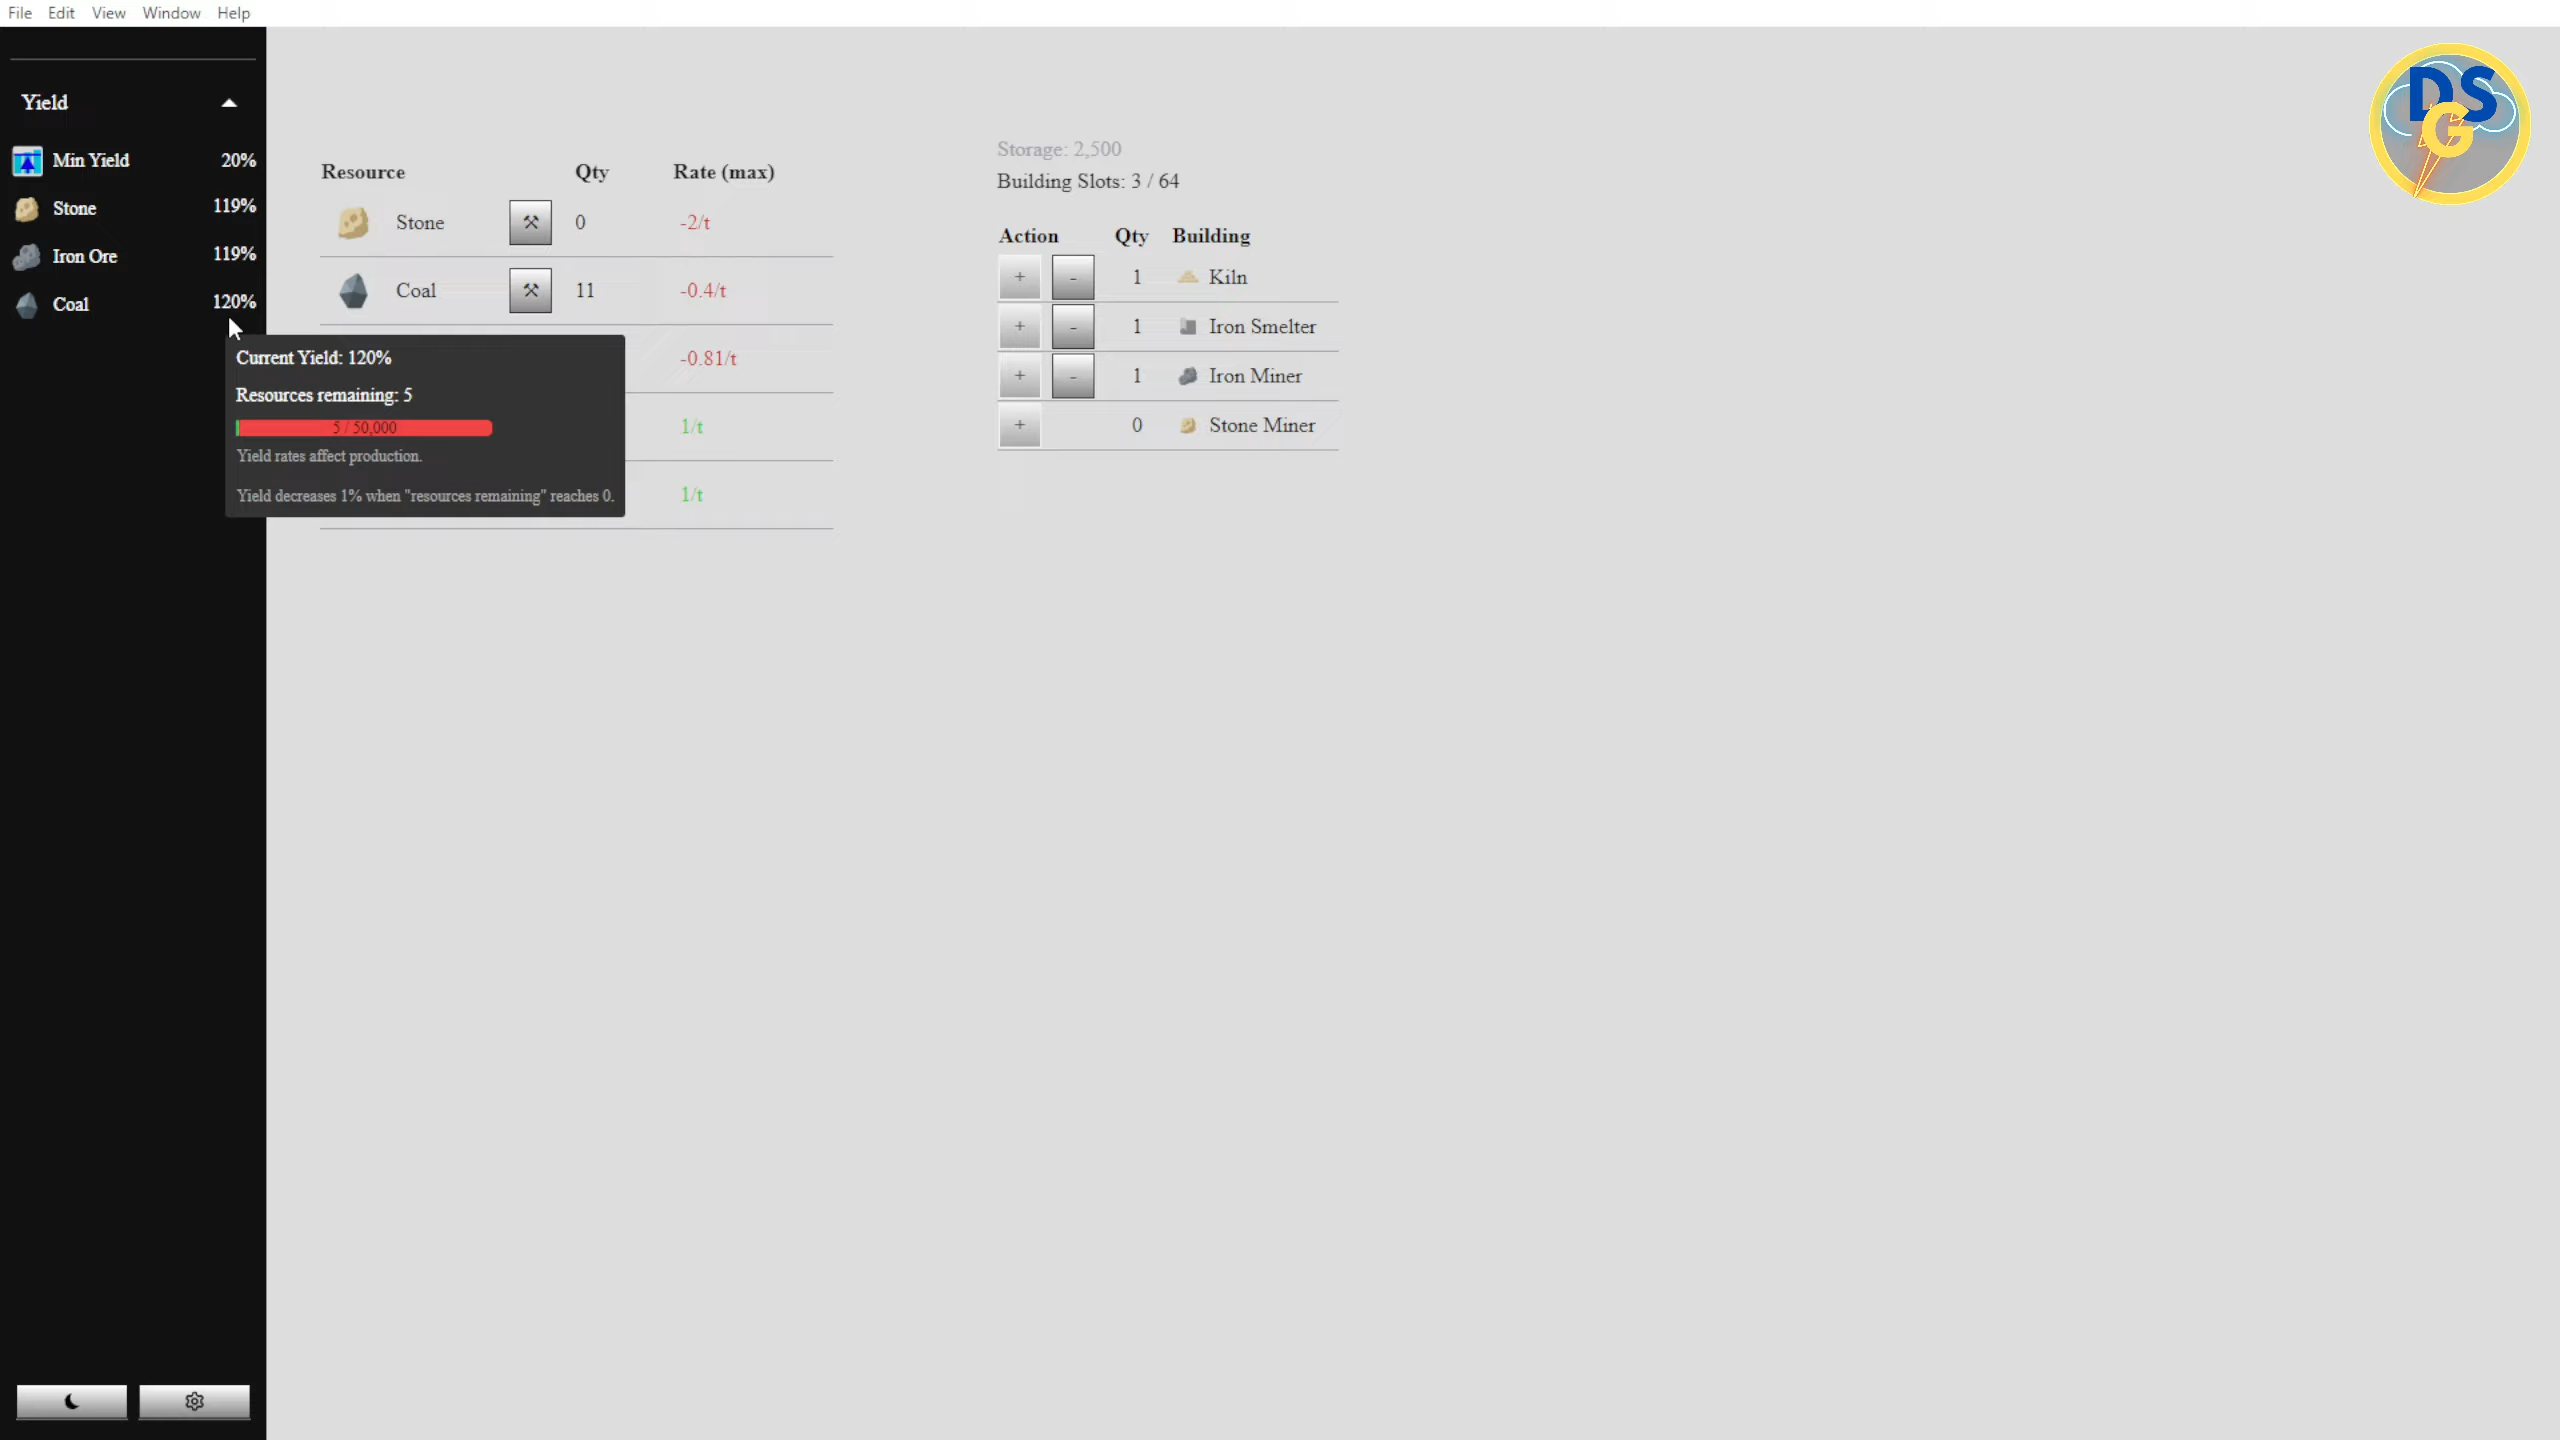 File Edit View Window Help
Yield
Min Yield 20%
Stone 119%
Iron Ore 119%
Coal 120%
Current Yield: 120%
Resources remaining: 5
5 / 50,000
Yield rates affect production.
Yield decreases 1% when "resources remaining" reaches 0.
Resource Qty Rate (max)
Stone 0 -2/t
Coal 11 -0.4/t
-0.81/t
1/t
1/t
Storage: 2,500
Building Slots: 3 / 64
Action Qty Building
+ - 1 Kiln
+ - 1 Iron Smelter
+ - 1 Iron Miner
+ 0 Stone Miner
DSG